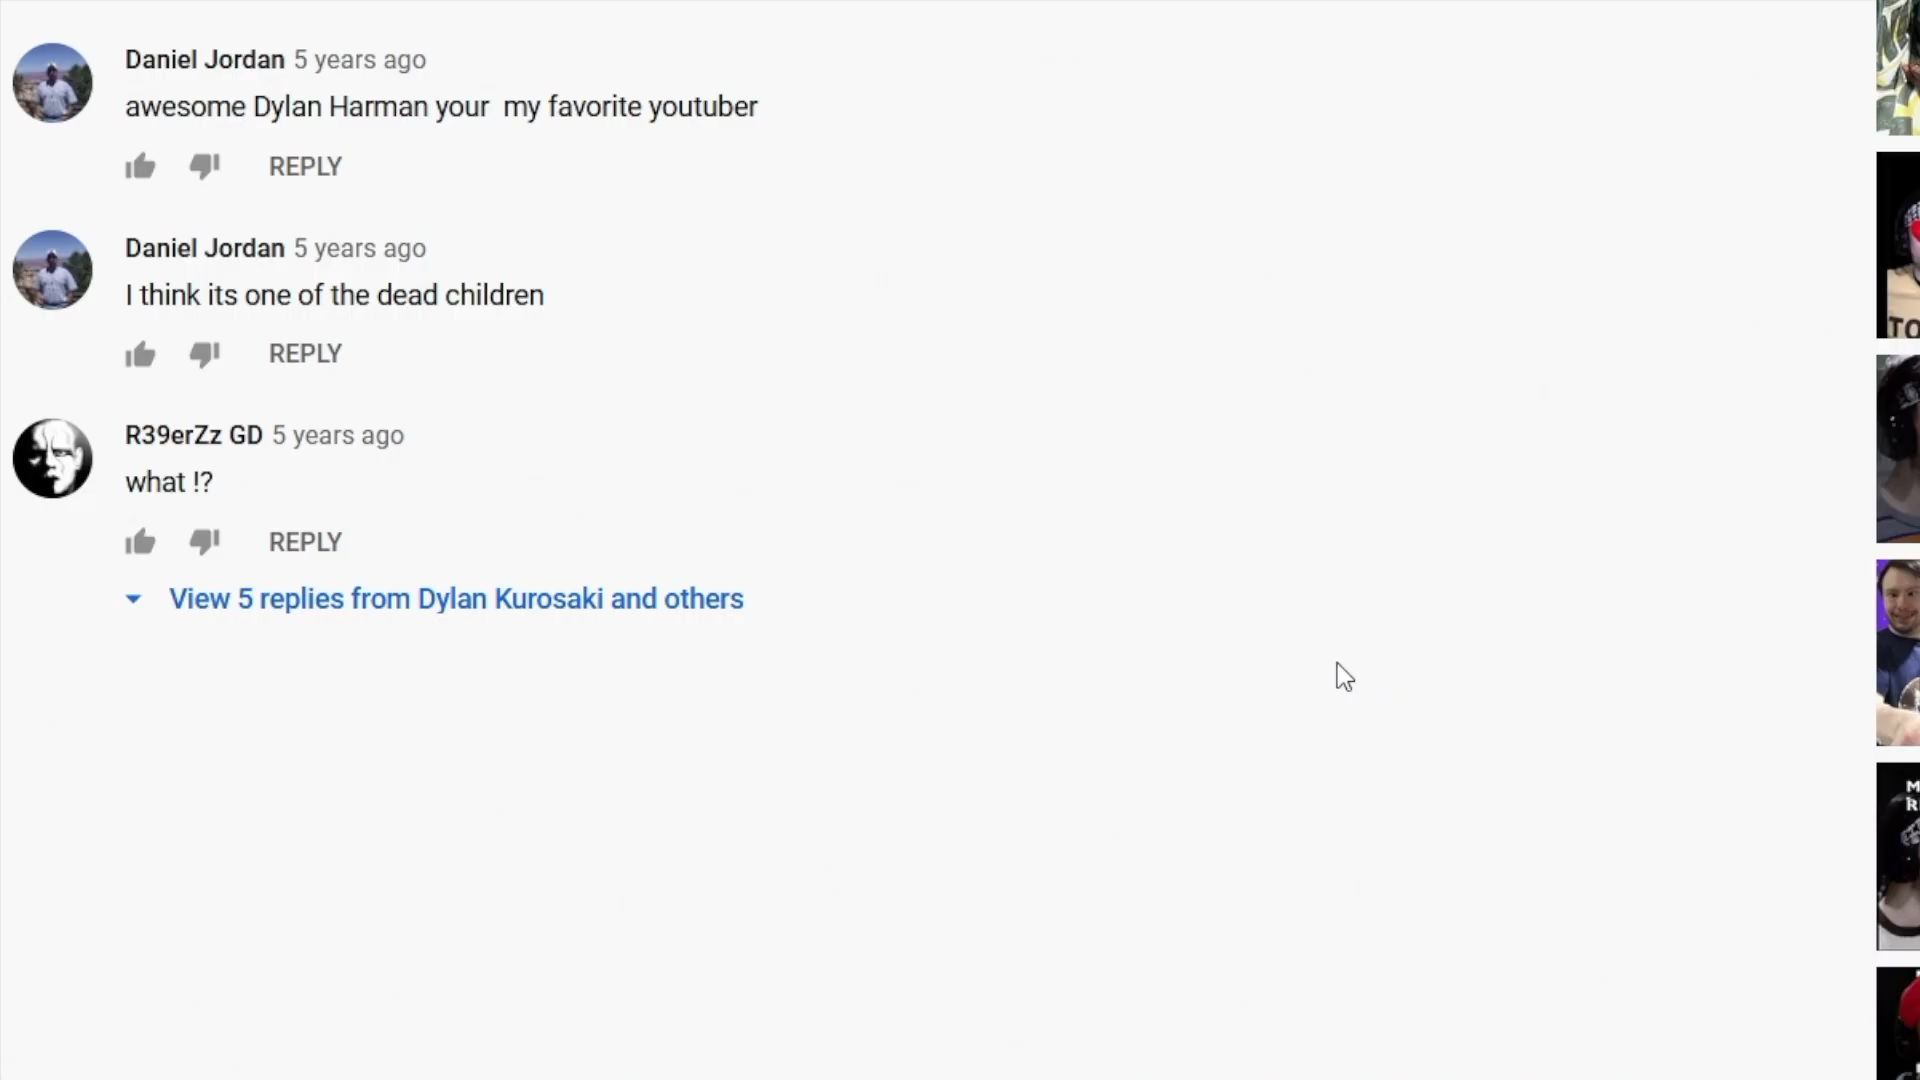 Daniel Jordan 5 years ago
awesome Dylan Harman your  my favorite youtuber
REPLY
Daniel Jordan 5 years ago
I think its one of the dead children
REPLY
R39erZz GD 5 years ago
what !?
REPLY
View 5 replies from Dylan Kurosaki and others
TO
M
R